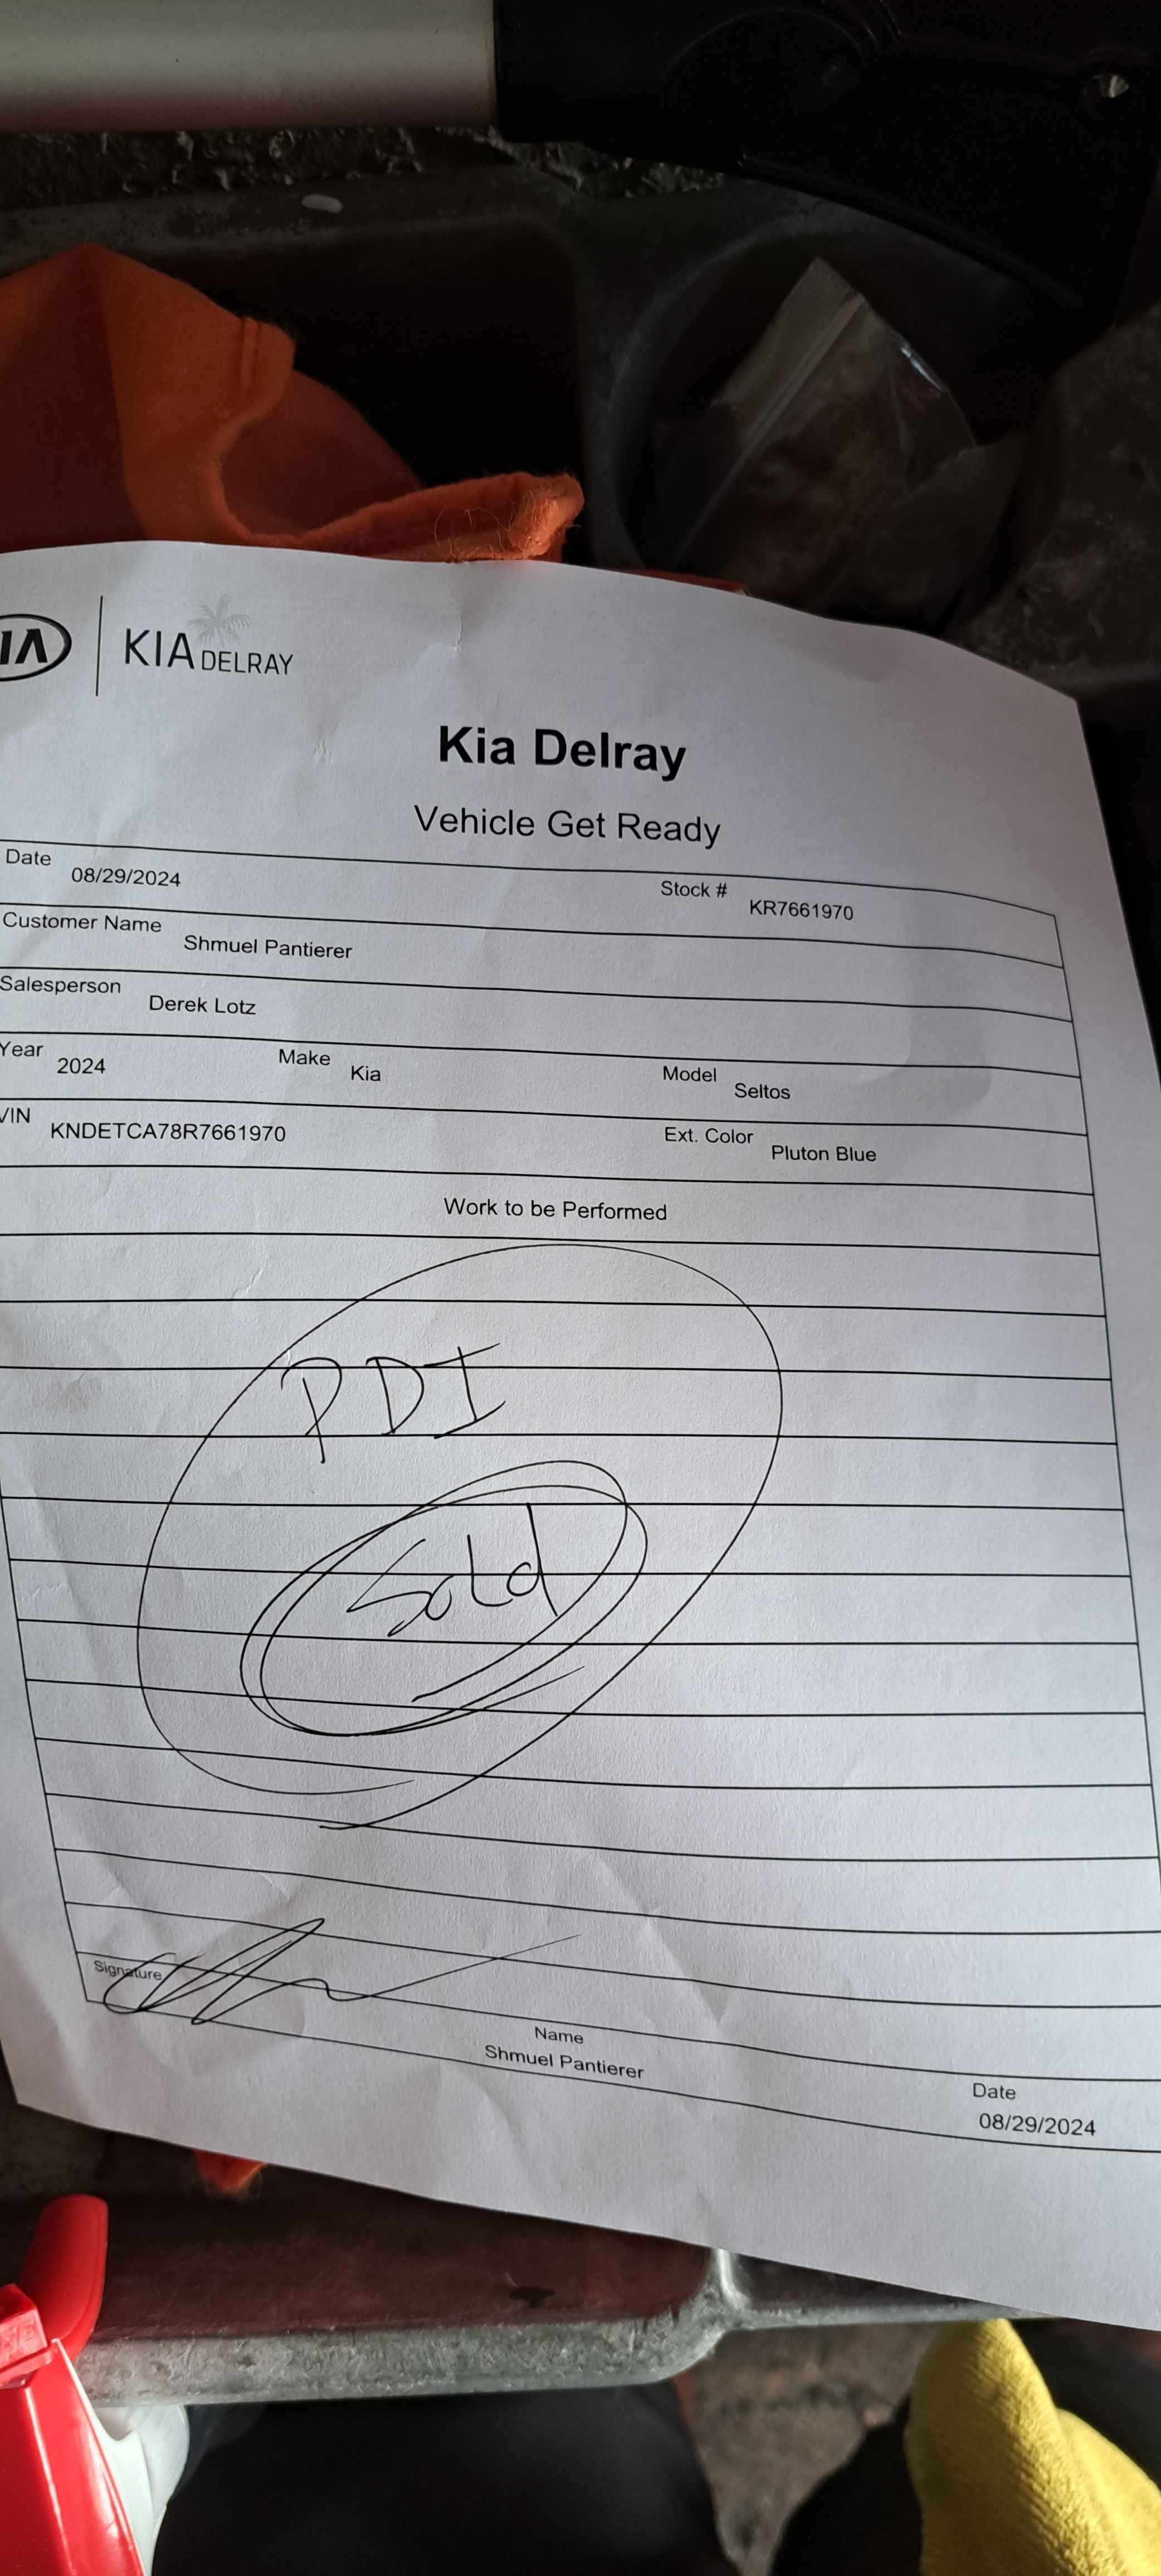 IA KIA DELRAY
Kia Delray
Vehicle Get Ready
Date 08/29/2024 Stock # KR7661970
Customer Name Shmuel Pantierer
Salesperson Derek Lotz
Year 2024 Make Kia Model Seltos
VIN KNDETCA78R7661970 Ext. Color Pluton Blue
Work to be Performed
PDI
Sold
Signature
Name
Shmuel Pantierer
Date
08/29/2024